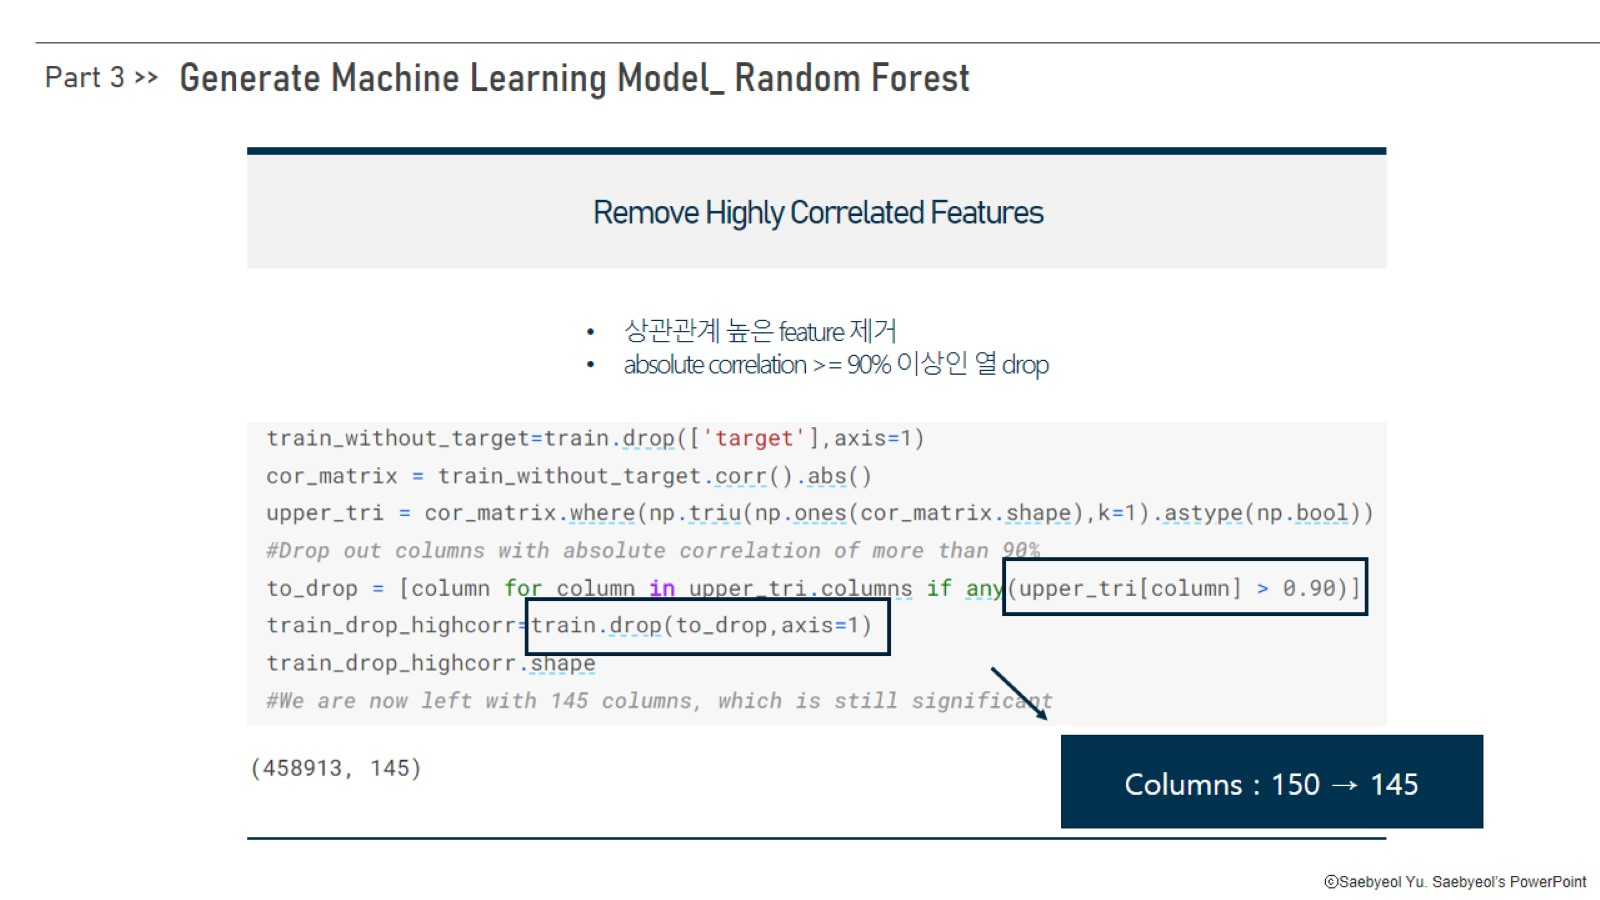 Part 3 >> Generate Machine Learning Model_ Random Forest
Remove Highly Correlated Features
• 상관관계 높은 feature 제거
• absolute correlation >= 90% 이상인 열 drop
train_without_target=train.drop(['target'],axis=1)
cor_matrix = train_without_target.corr().abs()
upper_tri = cor_matrix.where(np.triu(np.ones(cor_matrix.shape),k=1).astype(np.bool))
#Drop out columns with absolute correlation of more than 90%
to_drop = [column for column in upper_tri.columns if any(upper_tri[column] > 0.90)]
train_drop_highcorr=train.drop(to_drop,axis=1)
train_drop_highcorr.shape
#We are now left with 145 columns, which is still significant
(458913, 145)
Columns : 150 → 145
ⓒSaebyeol Yu. Saebyeol's PowerPoint